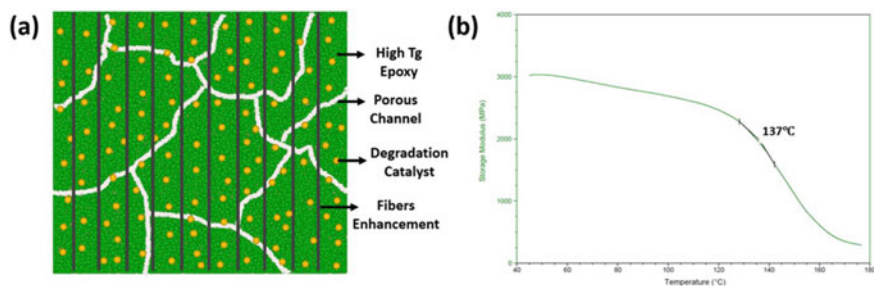 (a)
High Tg
Epoxy
Porous
Channel
Degradation
Catalyst
Fibers
Enhancement
(b)
Storage Modulus (MPa)
4000
3000
2000
1000
0
137°C
40
60
80
100
120
140
160
180
Temperature (°C)